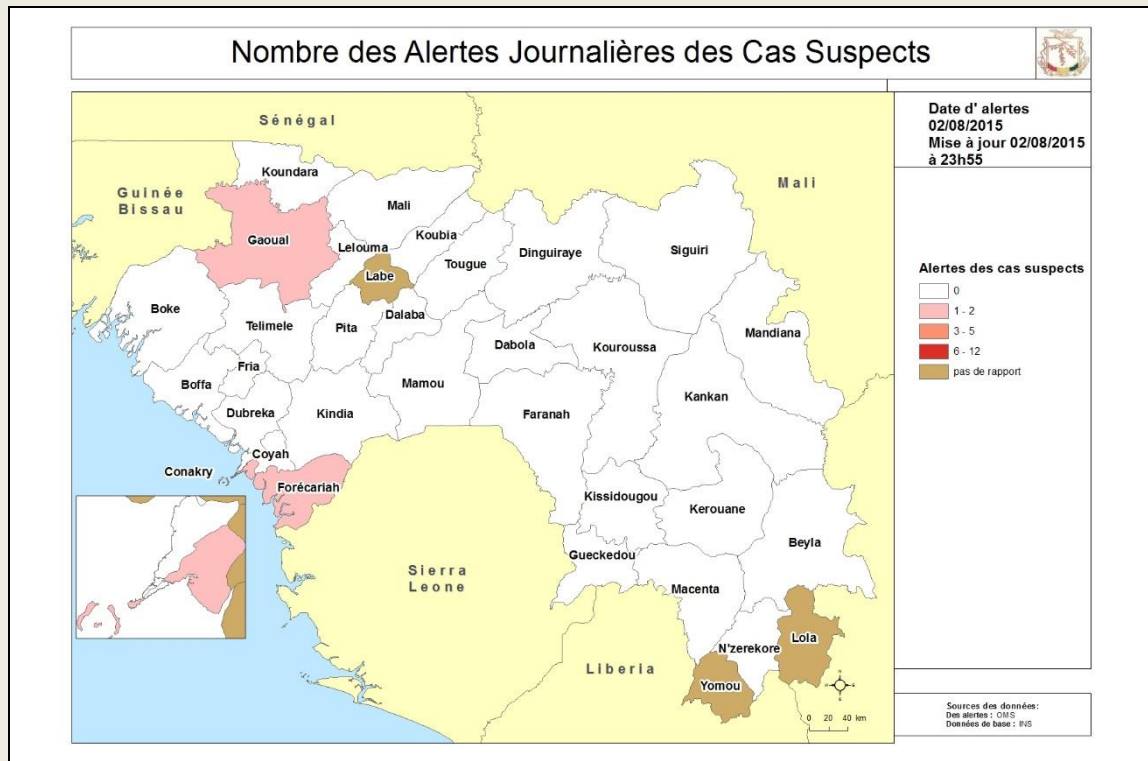 Nombre des Alertes Journalières des Cas Suspects
Date d' alertes
02/08/2015
Mise à jour 02/08/2015
à 23h55
Sénégal
Guinée
Bissau
Mali
Koundara
Mali
Gaoual
Koubia
Lelouma
Labe
Tougue
Dinguiraye
Siguiri
Boke
Telimele
Pita
Dalaba
Dabola
Kouroussa
Mandiana
Fria
Boffa
Mamou
Kankan
Dubreka
Kindia
Faranah
Coyah
Conakry
Forécariah
Kissidougou
Kerouane
Beyla
Gueckedou
Macenta
Sierra
Leone
N'zerekore
Lola
Liberia
Yomou
0 20 40 km
Alertes des cas suspects
0
1 - 2
3 - 5
6 - 12
pas de rapport
Sources des données:
Des alertes : OMS
Données de base : INS